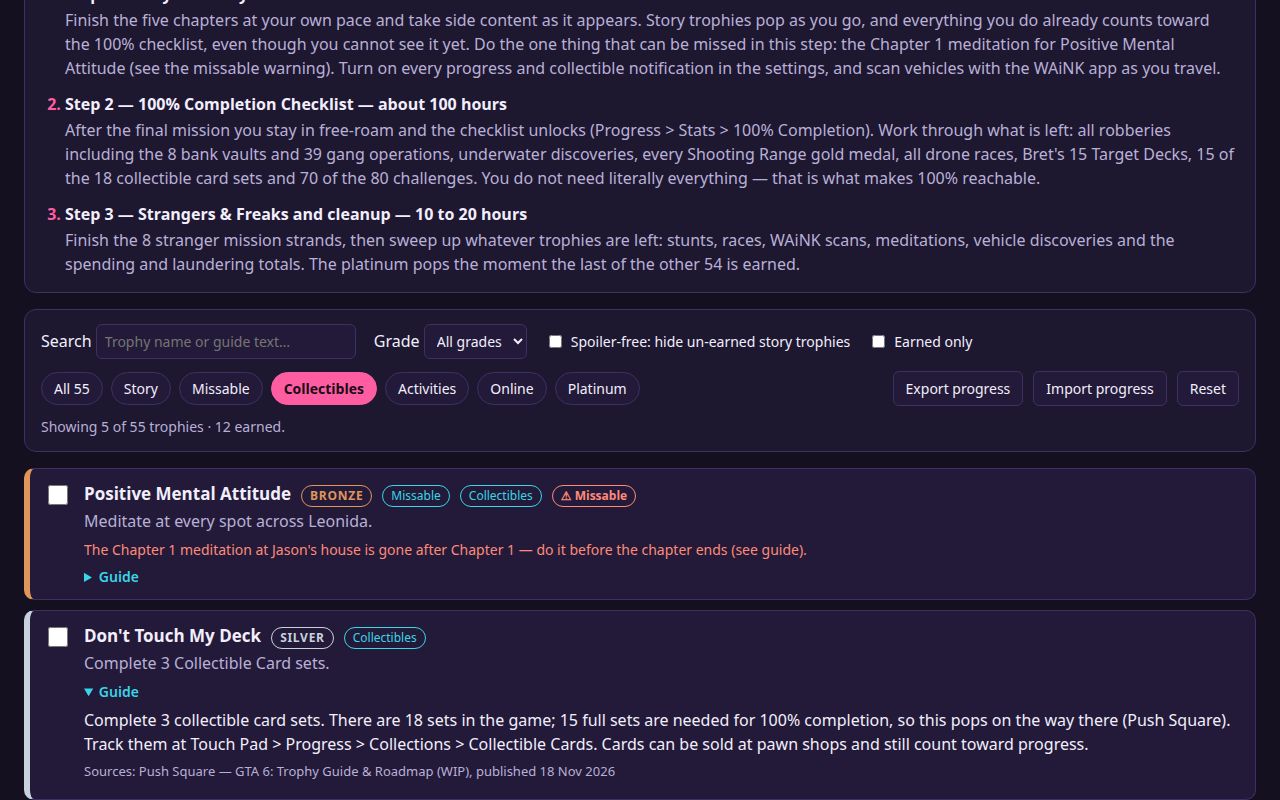 Finish the five chapters at your own pace and take side content as it appears. Story trophies pop as you go, and everything you do already counts toward
the 100% checklist, even though you cannot see it yet. Do the one thing that can be missed in this step: the Chapter 1 meditation for Positive Mental
Attitude (see the missable warning). Turn on every progress and collectible notification in the settings, and scan vehicles with the WAiNK app as you travel.
2. Step 2 — 100% Completion Checklist — about 100 hours
After the final mission you stay in free-roam and the checklist unlocks (Progress > Stats > 100% Completion). Work through what is left: all robberies
including the 8 bank vaults and 39 gang operations, underwater discoveries, every Shooting Range gold medal, all drone races, Bret's 15 Target Decks, 15 of
the 18 collectible card sets and 70 of the 80 challenges. You do not need literally everything — that is what makes 100% reachable.
3. Step 3 — Strangers & Freaks and cleanup — 10 to 20 hours
Finish the 8 stranger mission strands, then sweep up whatever trophies are left: stunts, races, WAiNK scans, meditations, vehicle discoveries and the
spending and laundering totals. The platinum pops the moment the last of the other 54 is earned.
Search Trophy name or guide text... Grade All grades Spoiler-free: hide un-earned story trophies Earned only
All 55 Story Missable Collectibles Activities Online Platinum Export progress Import progress Reset
Showing 5 of 55 trophies · 12 earned.
Positive Mental Attitude BRONZE Missable Collectibles ⚠ Missable
Meditate at every spot across Leonida.
The Chapter 1 meditation at Jason's house is gone after Chapter 1 — do it before the chapter ends (see guide).
▶ Guide
Don't Touch My Deck SILVER Collectibles
Complete 3 Collectible Card sets.
▼ Guide
Complete 3 collectible card sets. There are 18 sets in the game; 15 full sets are needed for 100% completion, so this pops on the way there (Push Square).
Track them at Touch Pad > Progress > Collections > Collectible Cards. Cards can be sold at pawn shops and still count toward progress.
Sources: Push Square — GTA 6: Trophy Guide & Roadmap (WIP), published 18 Nov 2026